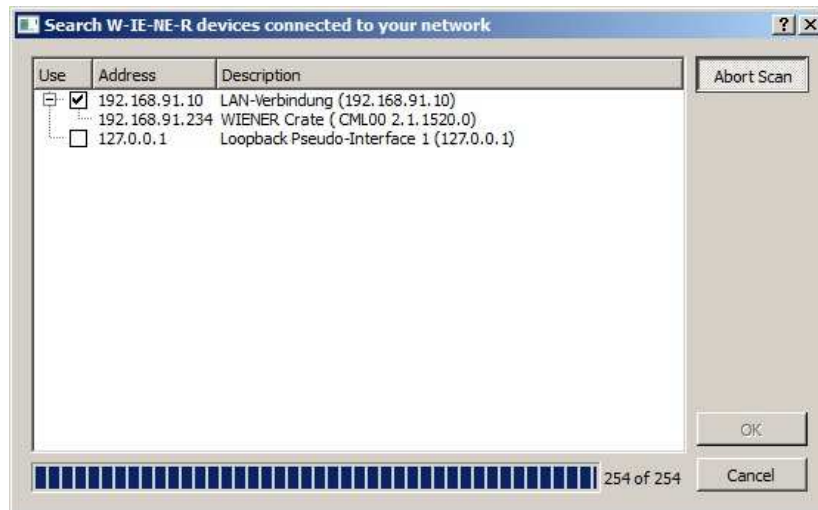 Search W-IE-NE-R devices connected to your network
Use Address Description
192.168.91.10 LAN-Verbindung (192.168.91.10)
192.168.91.234 WIENER Crate ( CML00 2.1.1520.0)
127.0.0.1 Loopback Pseudo-Interface 1 (127.0.0.1)
Abort Scan
OK
254 of 254
Cancel